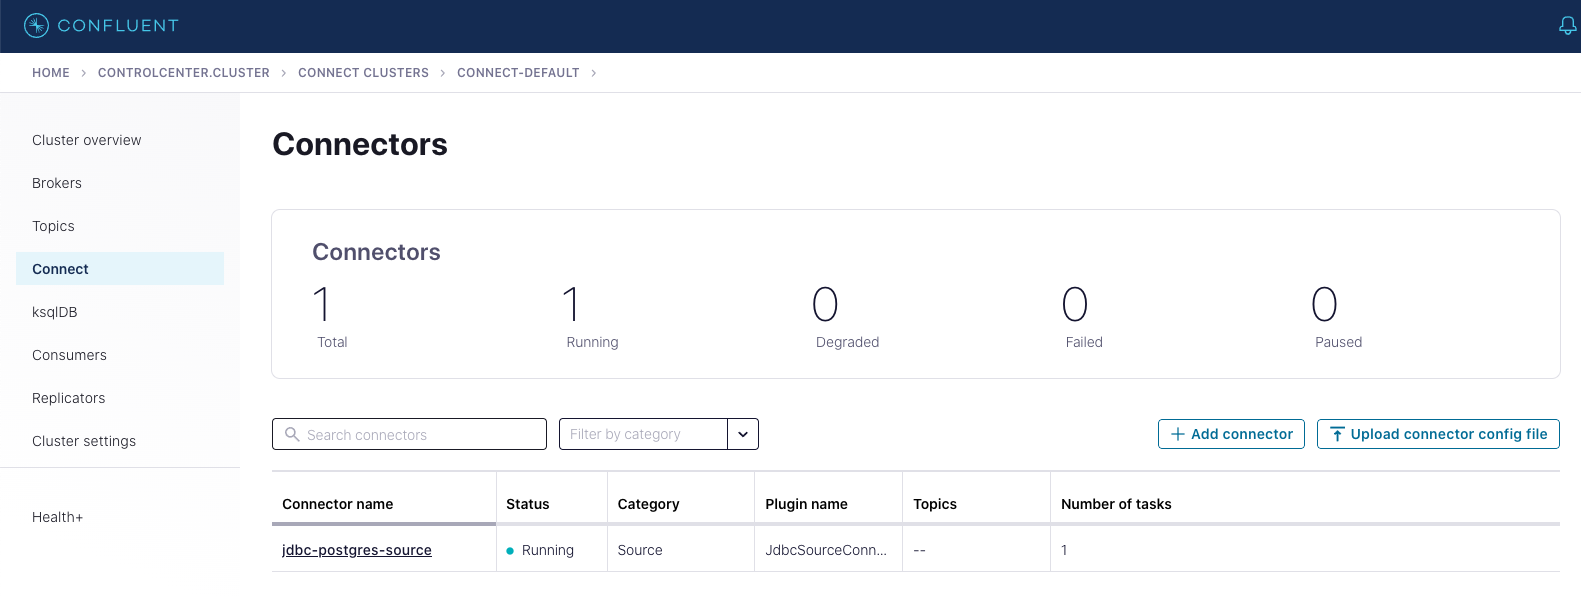 CONFLUENT
HOME > CONTROLCENTER.CLUSTER > CONNECT CLUSTERS > CONNECT-DEFAULT >
Cluster overview
Brokers
Topics
Connect
ksqlDB
Consumers
Replicators
Cluster settings
Health+
Connectors
Connectors
1 1 0 0 0
Total Running Degraded Failed Paused
Search connectors Filter by category + Add connector Upload connector config file
Connector name Status Category Plugin name Topics Number of tasks
jdbc-postgres-source Running Source JdbcSourceConn... -- 1